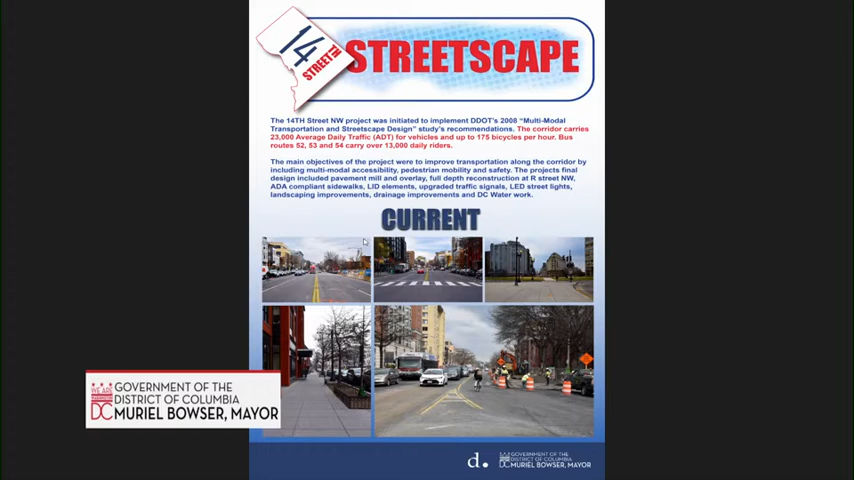 14
STREETH
STREETSCAPE
The 14TH Street NW project was initiated to implement DDOT's 2008 “Multi-Modal
Transportation and Streetscape Design” study's recommendations. The corridor carries
23,000 Average Daily Traffic (ADT) for vehicles and up to 175 bicycles per hour. Bus
routes 52, 53 and 54 carry over 13,000 daily riders.
The main objectives of the project were to improve transportation along the corridor by
including multi-modal accessibility, pedestrian mobility and safety. The projects final
design included pavement mill and overlay, full depth reconstruction at R street NW,
ADA compliant sidewalks, LID elements, upgraded traffic signals, LED street lights,
landscaping improvements, drainage improvements and DC Water work.
CURRENT
WE ARE
WASHINGTON
DC
GOVERNMENT OF THE
DISTRICT OF COLUMBIA
MURIEL BOWSER, MAYOR
d.
DC
GOVERNMENT OF THE
DISTRICT OF COLUMBIA
MURIEL BOWSER, MAYOR